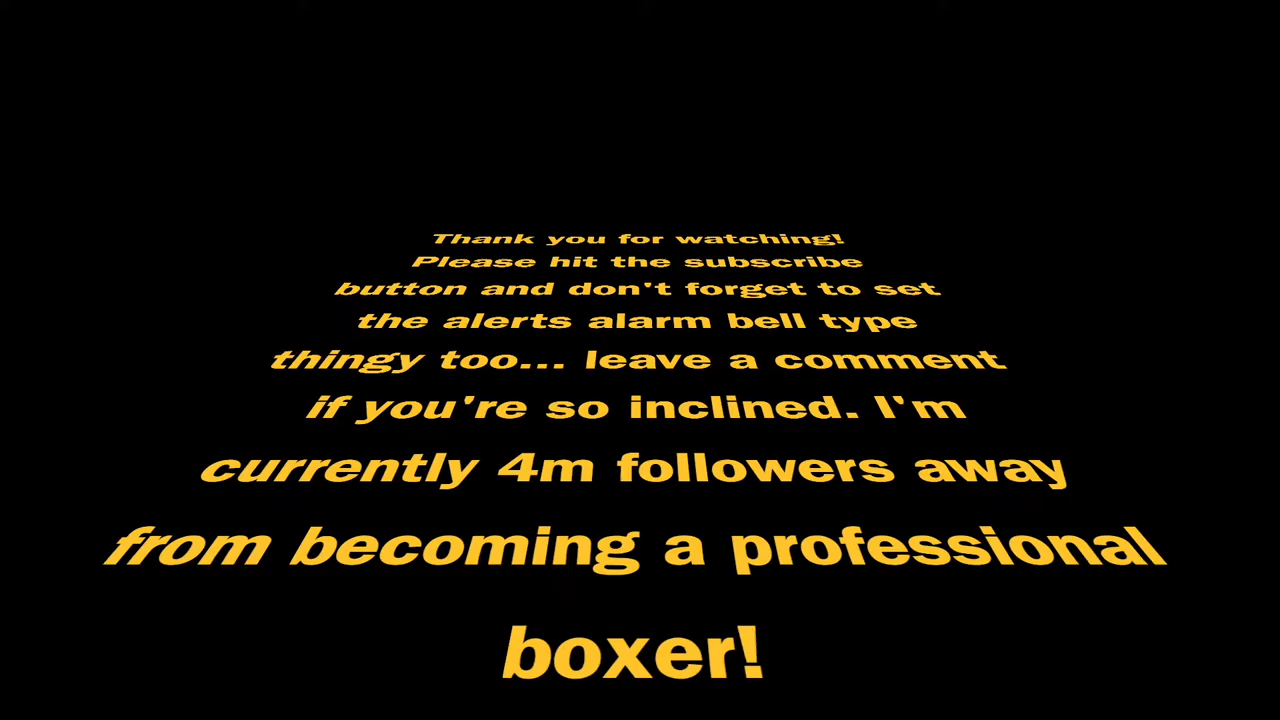 Thank you for watching!
Please hit the subscribe
button and don't forget to set
the alerts alarm bell type
thingy too... leave a comment
if you're so inclined. I'm
currently 4m followers away
from becoming a professional
boxer!